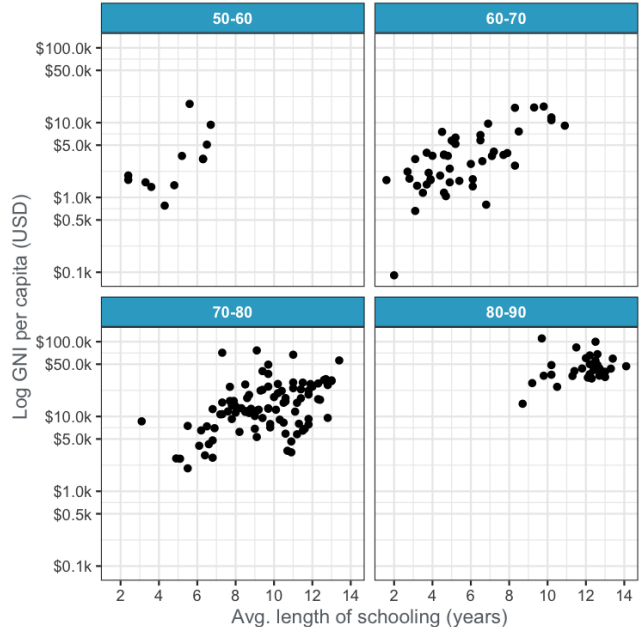 50-60 60-70
$100.0k
$50.0k
$10.0k
$5.0k
$1.0k
$0.5k
$0.1k
Log GNI per capita (USD)
70-80 80-90
$100.0k
$50.0k
$10.0k
$5.0k
$1.0k
$0.5k
$0.1k
2 4 6 8 10 12 14 2 4 6 8 10 12 14
Avg. length of schooling (years)